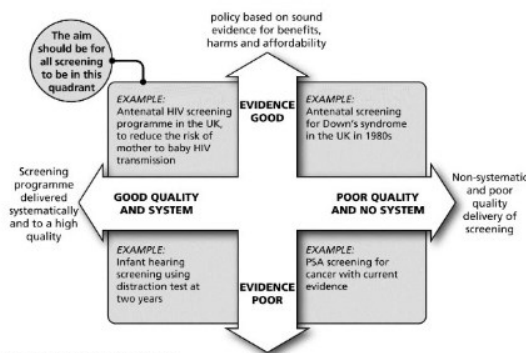 The aim
should be for
all screening
to be in this
quadrant
policy based on sound
evidence for benefits,
harms and affordability
EXAMPLE:
Antenatal HIV screening
programme in the UK,
to reduce the risk of
mother to baby HIV
transmission
EVIDENCE
GOOD
EXAMPLE:
Antenatal screening
for Down's syndrome
in the UK in 1980s
Screening
programme
delivered
systematically
and to a high
quality
GOOD QUALITY
AND SYSTEM
POOR QUALITY
AND NO SYSTEM
Non-systematic
and poor
quality
delivery of
screening
EXAMPLE:
Infant hearing
screening using
distraction test at
two years
EVIDENCE
POOR
EXAMPLE:
PSA screening for
cancer with current
evidence